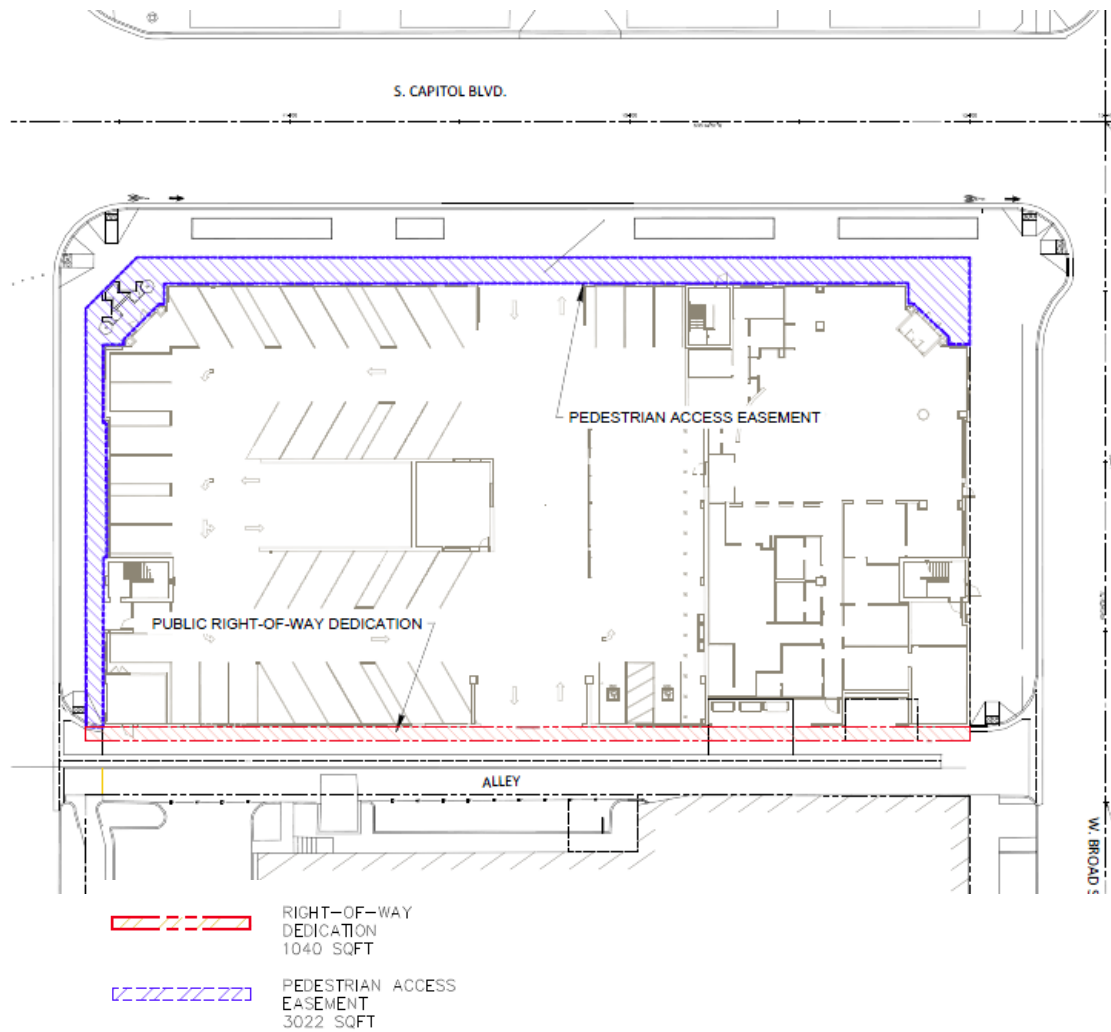 S. CAPITOL BLVD.
PEDESTRIAN ACCESS EASEMENT
PUBLIC RIGHT-OF-WAY DEDICATION
ALLEY
W. BROAD S
RIGHT-OF-WAY
DEDICATION
1040 SQFT
PEDESTRIAN ACCESS
EASEMENT
3022 SQFT